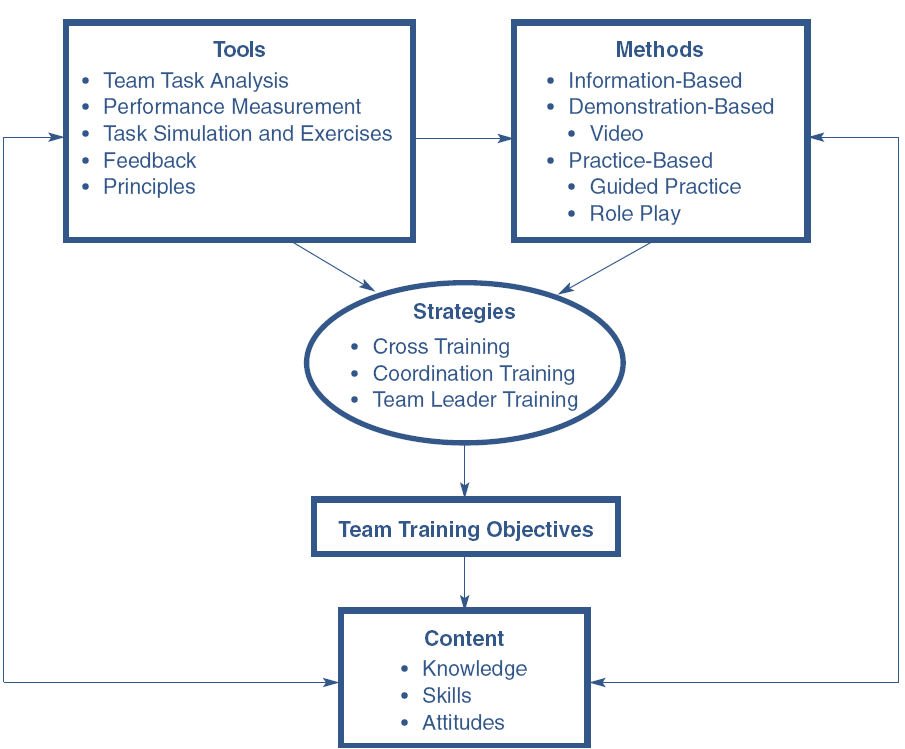 Tools
• Team Task Analysis
• Performance Measurement
• Task Simulation and Exercises
• Feedback
• Principles
Methods
• Information-Based
• Demonstration-Based
• Video
• Practice-Based
• Guided Practice
• Role Play
Strategies
• Cross Training
• Coordination Training
• Team Leader Training
Team Training Objectives
Content
• Knowledge
• Skills
• Attitudes